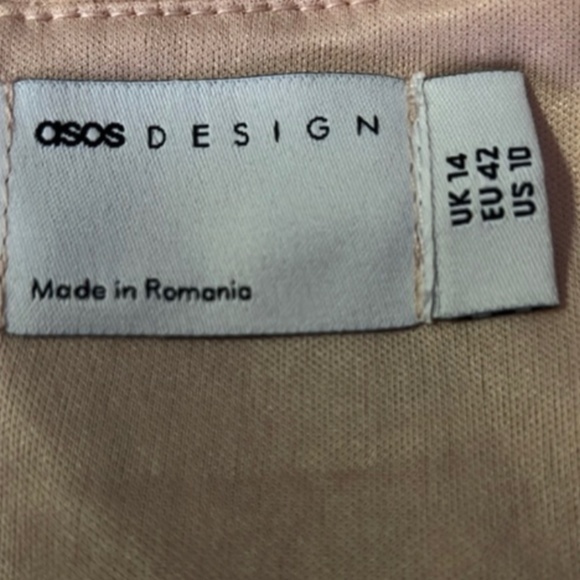 asos DESIGN
Made in Romania
UK 14
EU 42
US 10